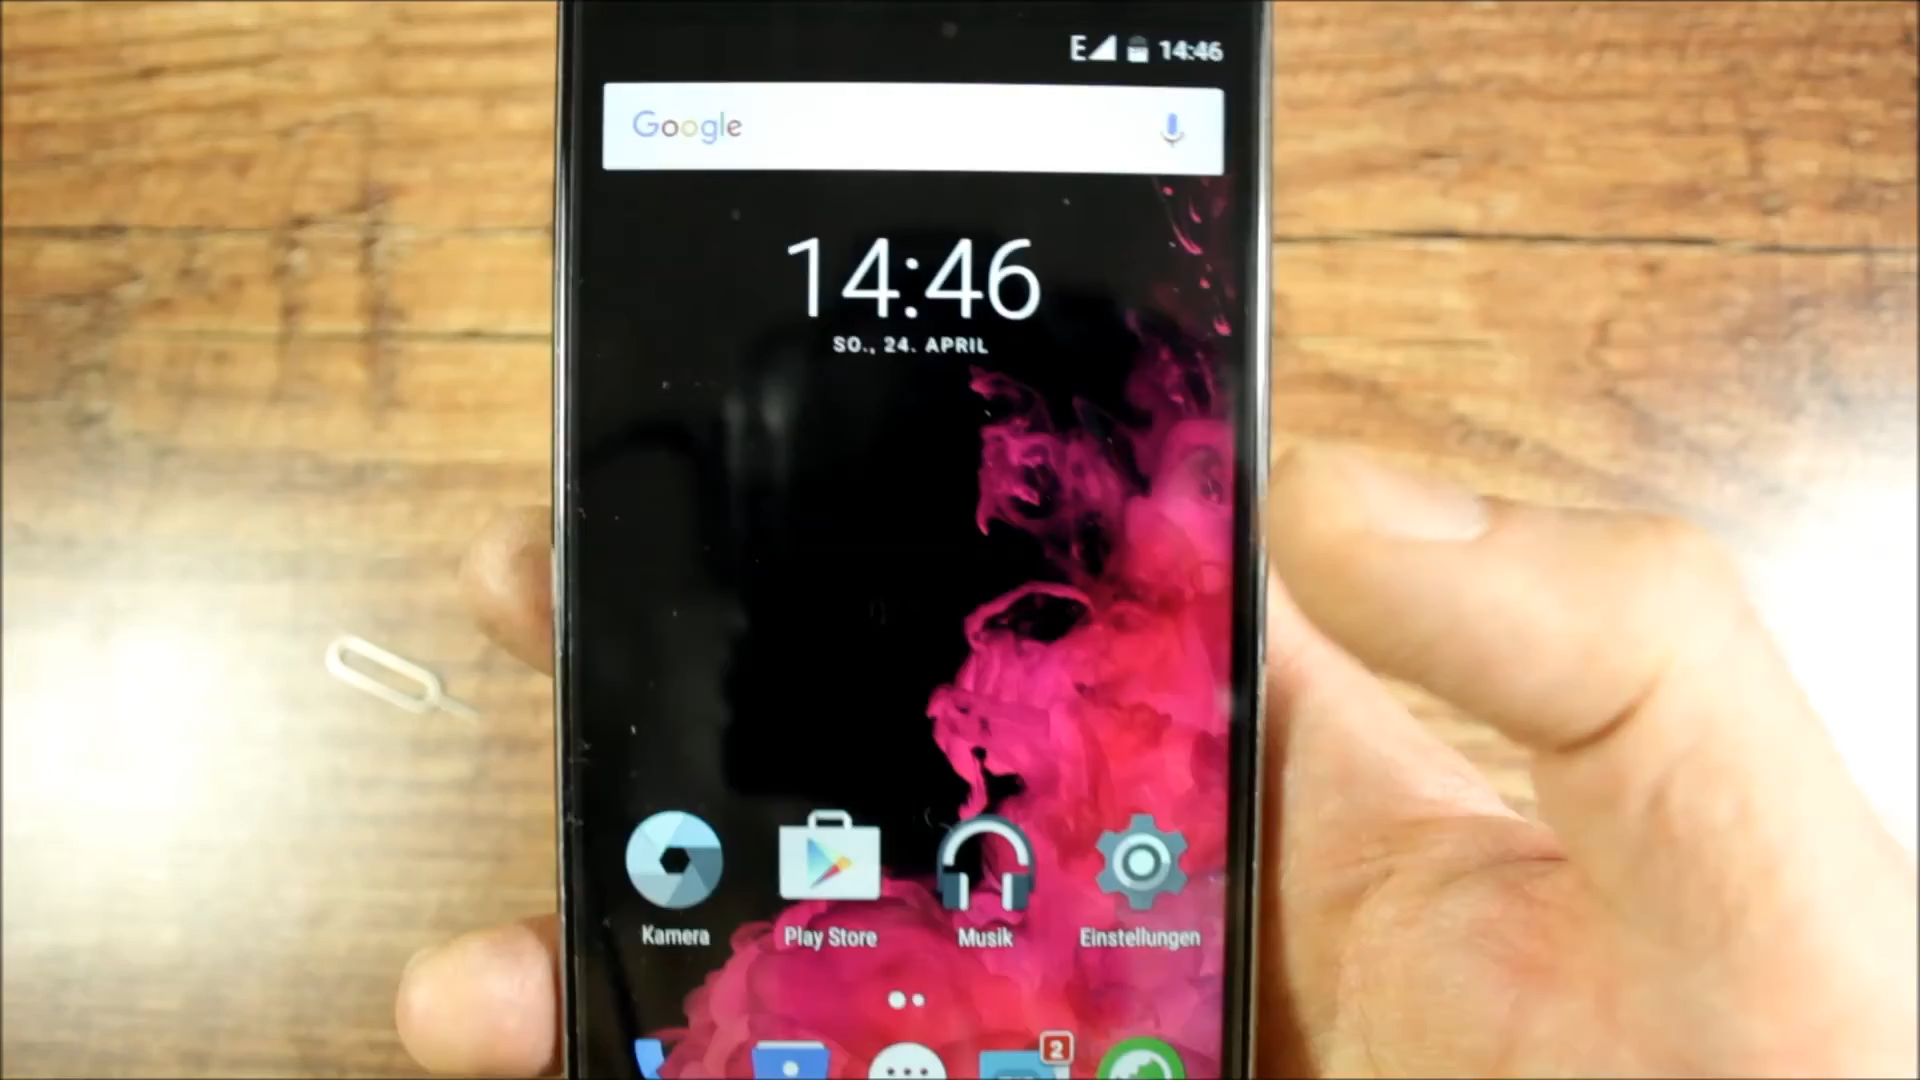 E 14:46
Google
14:46
SO., 24. APRIL
Kamera Play Store Musik Einstellungen
2